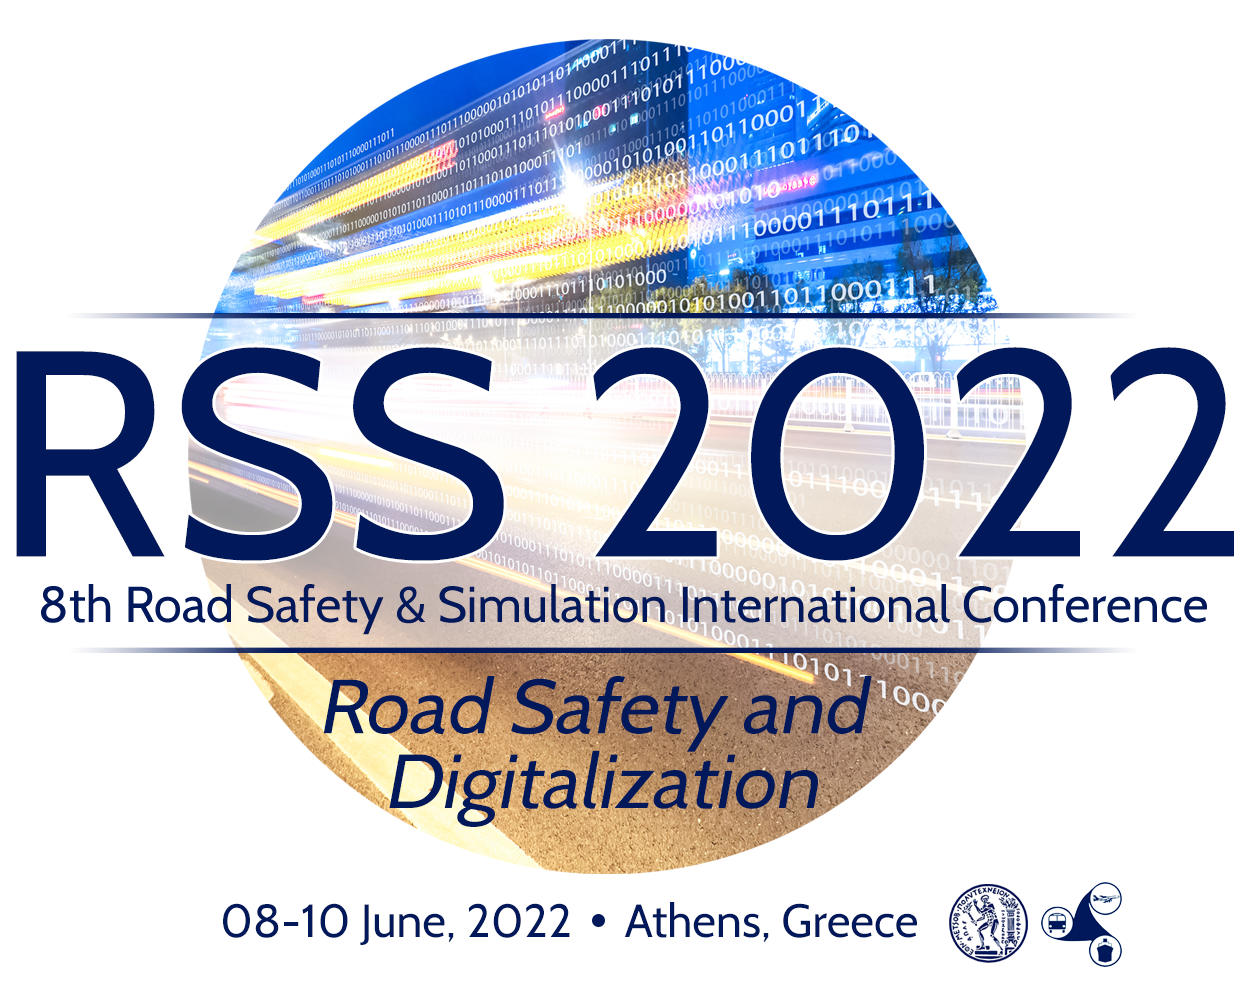 RSS 2022
8th Road Safety & Simulation International Conference
Road Safety and
Digitalization
08-10 June, 2022 • Athens, Greece